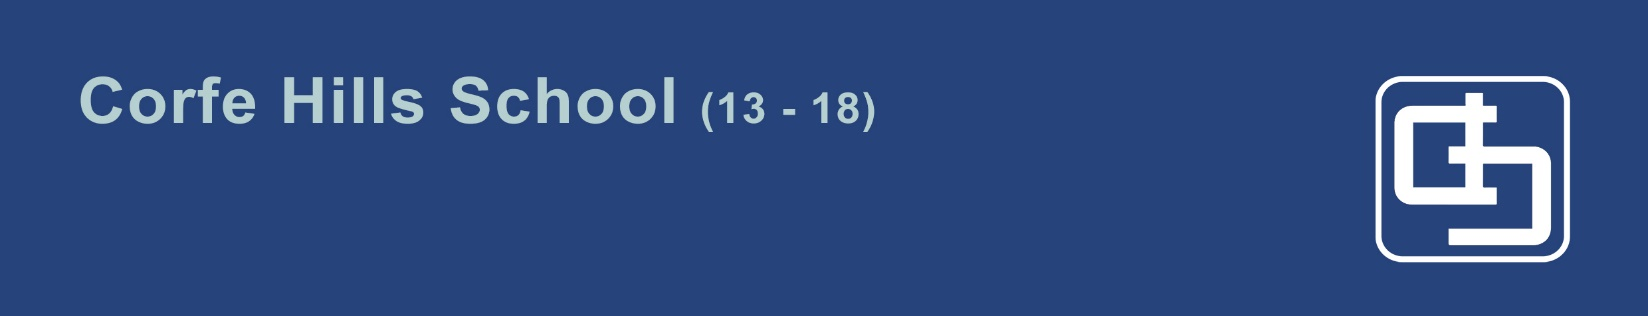 Corfe Hills School (13 - 18)